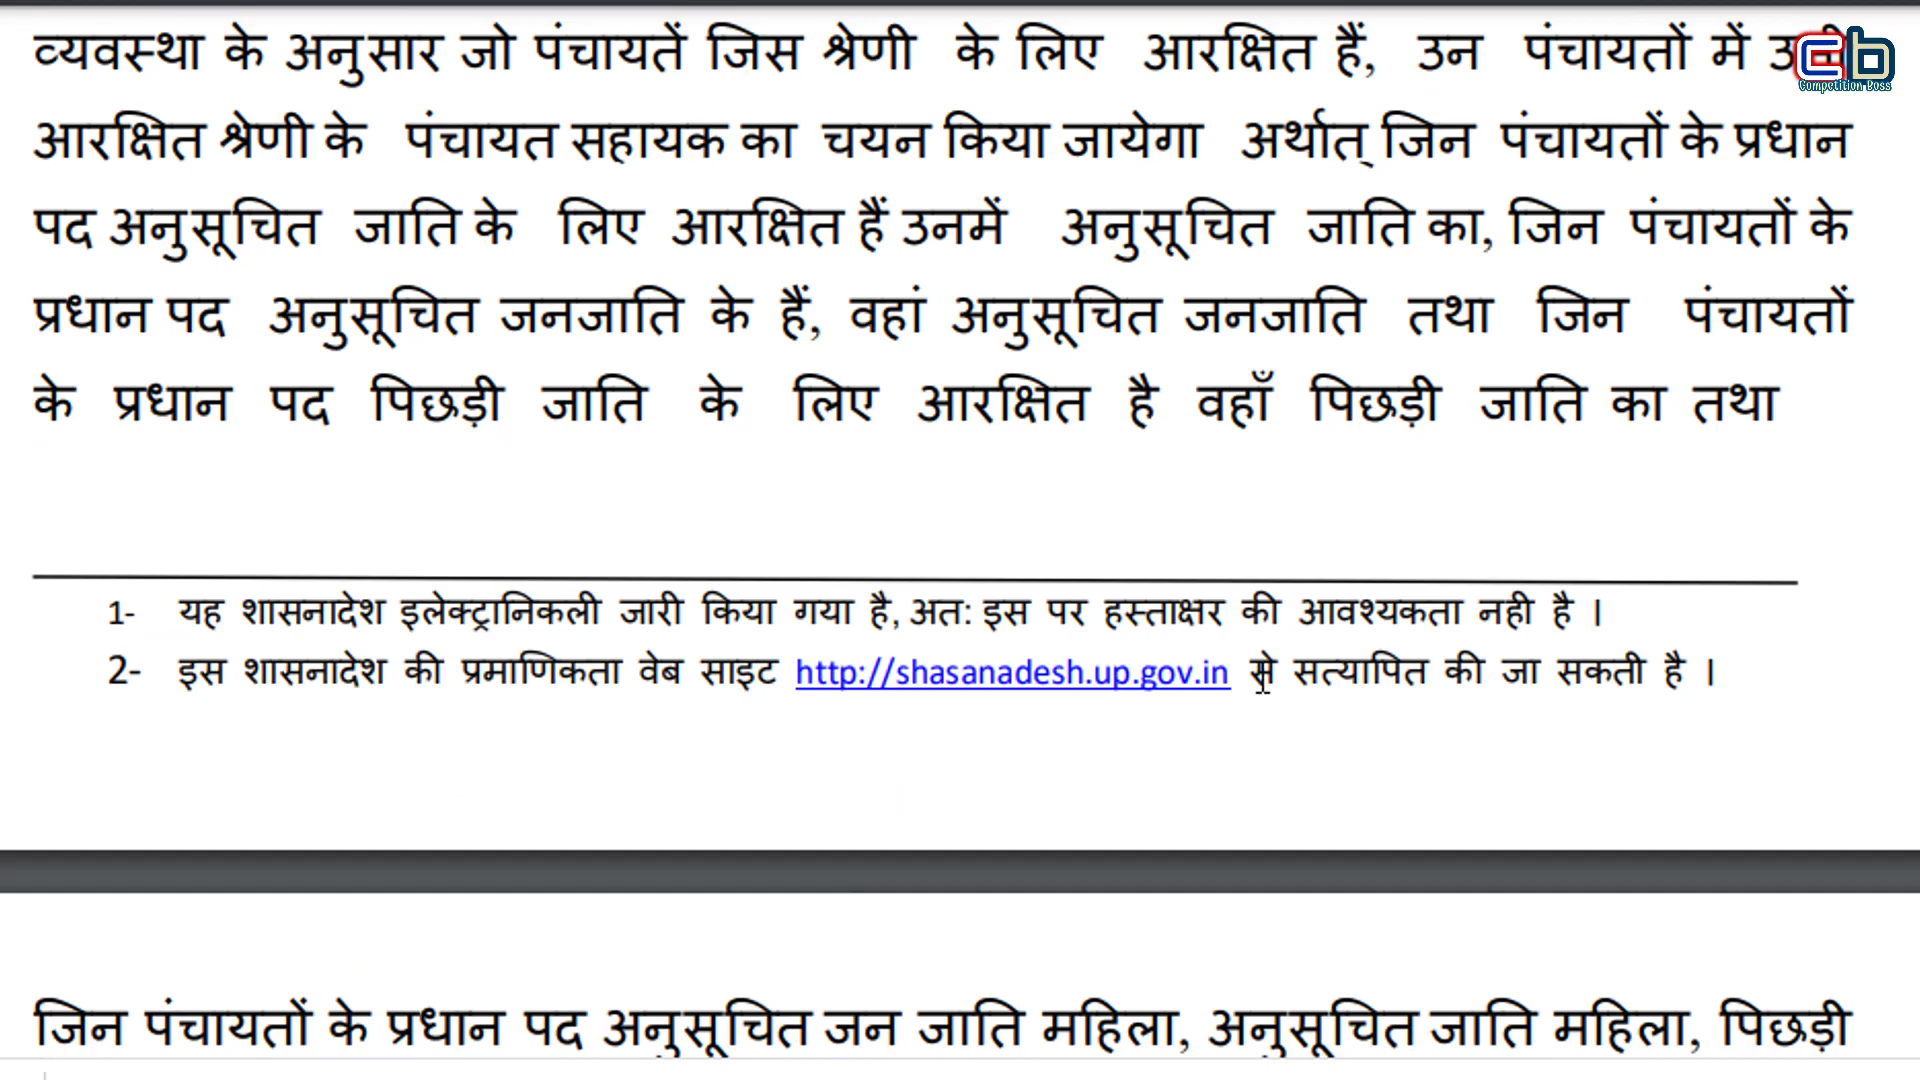 व्यवस्था के अनुसार जो पंचायतें जिस श्रेणी के लिए आरक्षित हैं, उन पंचायतों में
आरक्षित श्रेणी के पंचायत सहायक का चयन किया जायेगा अर्थात् जिन पंचायतों के प्रधान
पद अनुसूचित जाति के लिए आरक्षित हैं उनमें अनुसूचित जाति का, जिन पंचायतों के
प्रधान पद अनुसूचित जनजाति के हैं, वहां अनुसूचित जनजाति तथा जिन पंचायतों
के प्रधान पद पिछड़ी जाति के लिए आरक्षित है वहाँ पिछड़ी जाति का तथा
1- यह शासनादेश इलेक्ट्रानिकली जारी किया गया है, अत: इस पर हस्ताक्षर की आवश्यकता नही है ।
2- इस शासनादेश की प्रमाणिकता वेब साइट http://shasanadesh.up.gov.in से सत्यापित की जा सकती है ।
जिन पंचायतों के प्रधान पद अनुसूचित जन जाति महिला, अनुसूचित जाति महिला, पिछड़ी
Cb
Competition Boss